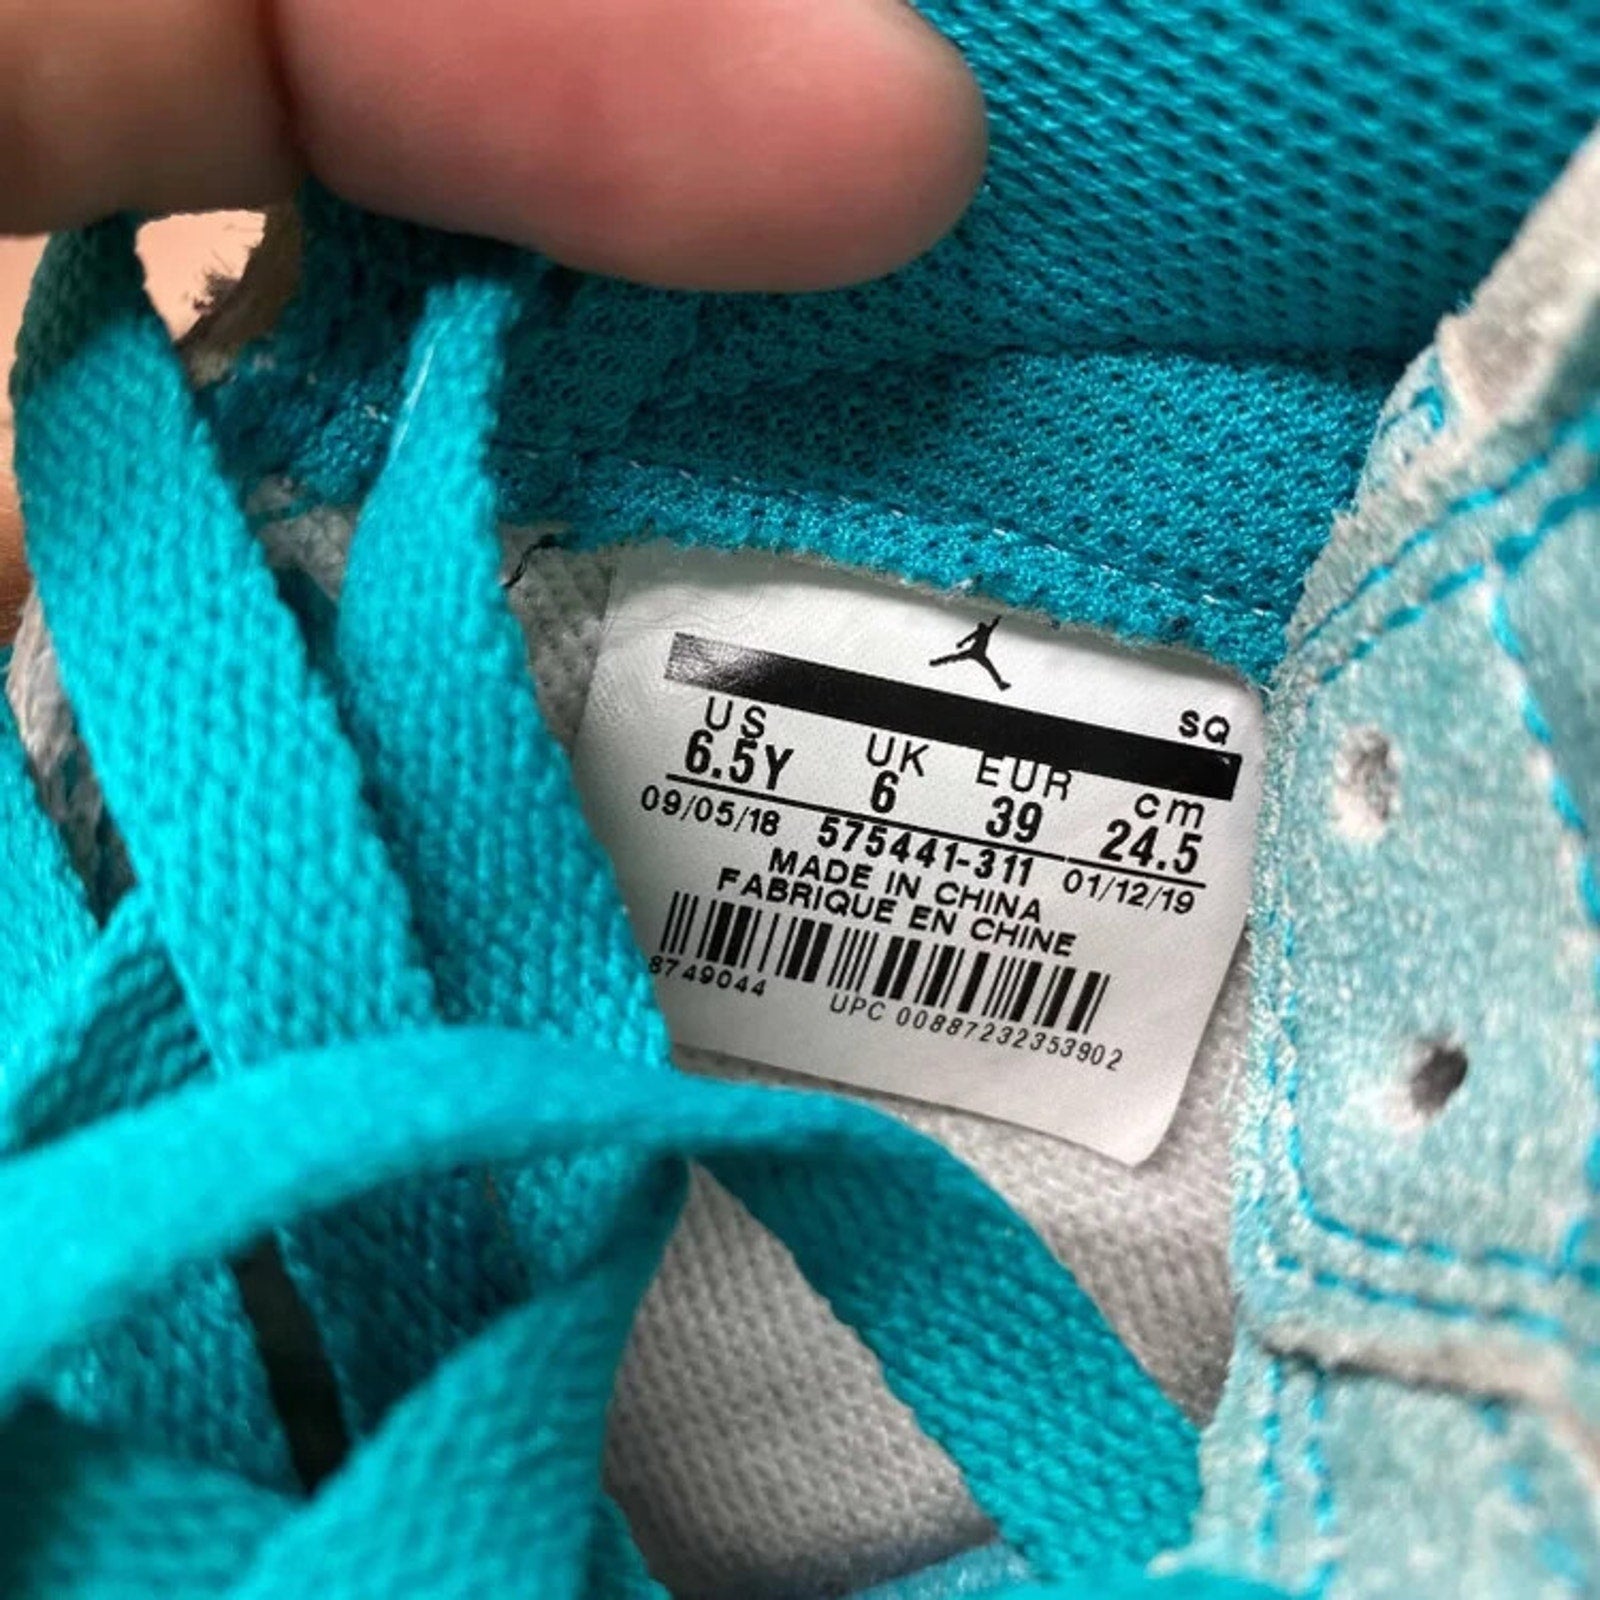 SQ
US UK EUR cm
6.5Y 6 39 24.5
09/05/18 575441-311 01/12/19
MADE IN CHINA
FABRIQUE EN CHINE
8749044
UPC 00887232353902